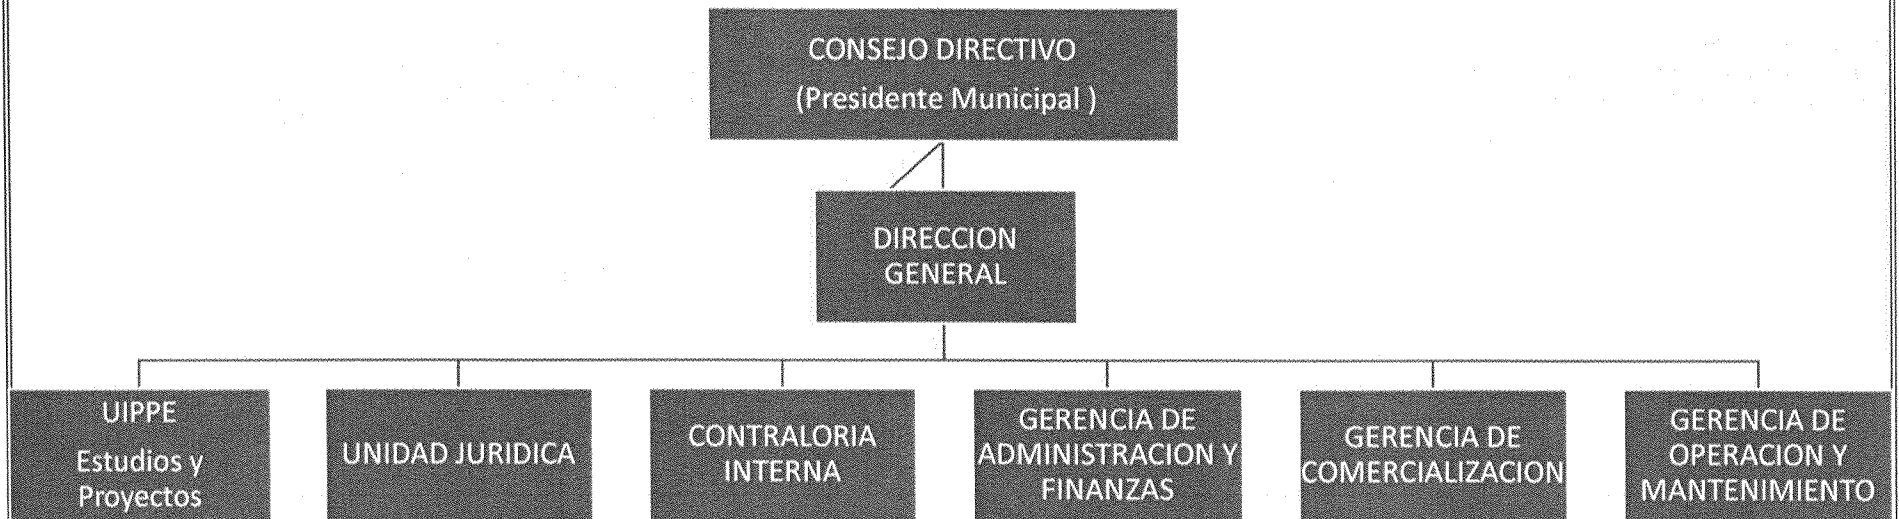 CONSEJO DIRECTIVO
(Presidente Municipal )
DIRECCION
GENERAL
UIPPE
Estudios y
Proyectos
UNIDAD JURIDICA
CONTRALORIA
INTERNA
GERENCIA DE
ADMINISTRACION Y
FINANZAS
GERENCIA DE
COMERCIALIZACION
GERENCIA DE
OPERACION Y
MANTENIMIENTO